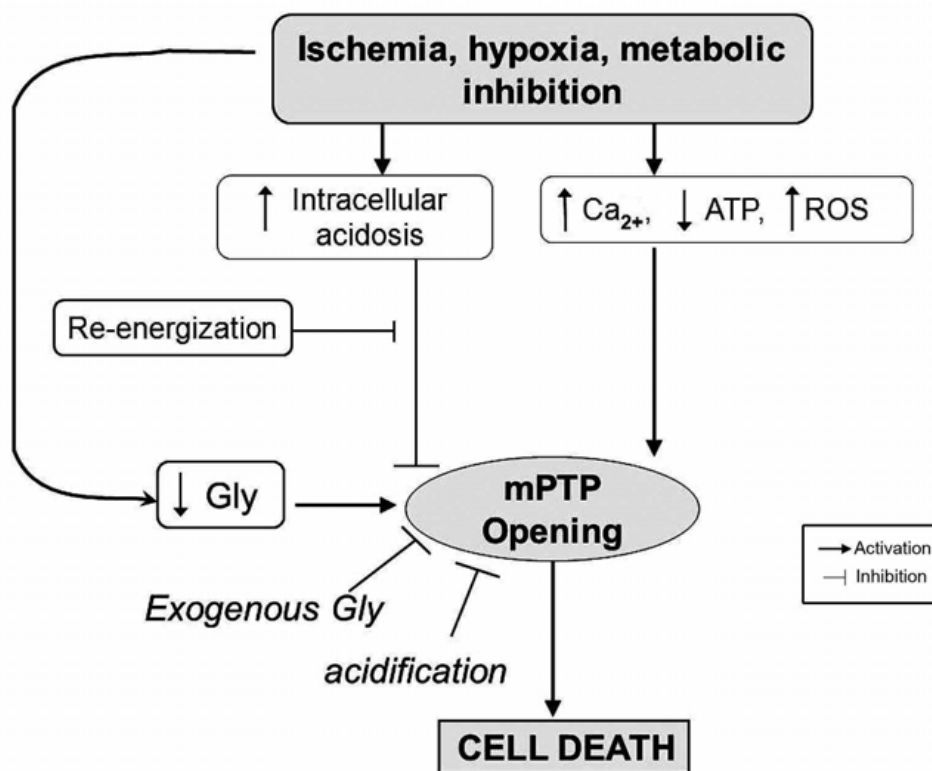 Ischemia, hypoxia, metabolic
inhibition
↑ Intracellular
acidosis
↑ Ca₂₊, ↓ ATP, ↑ ROS
Re-energization
↓ Gly
mPTP
Opening
Exogenous Gly
acidification
Activation
Inhibition
CELL DEATH